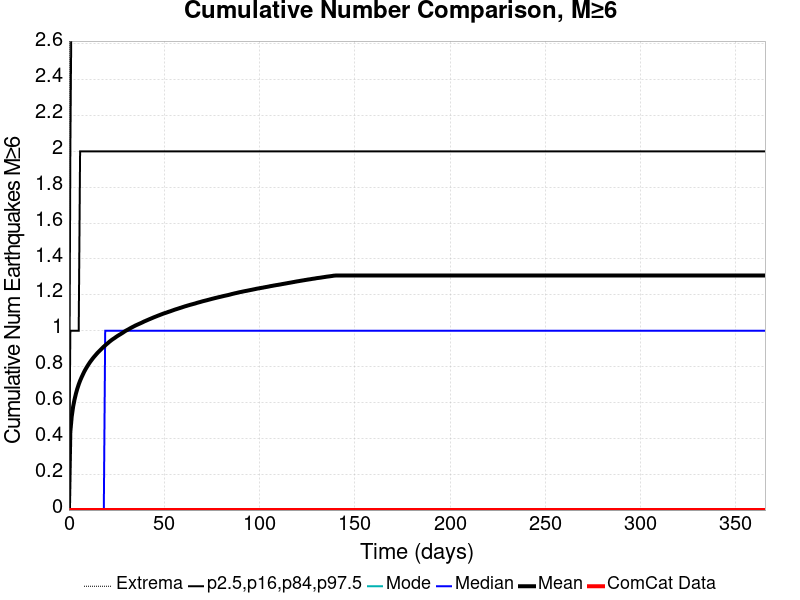 Cumulative Number Comparison, M≥6
Cumulative Num Earthquakes M≥6
2.6
2.4
2.2
2
1.8
1.6
1.4
1.2
1
0.8
0.6
0.4
0.2
0
0 50 100 150 200 250 300 350
Time (days)
Extrema p2.5,p16,p84,p97.5 Mode Median Mean ComCat Data